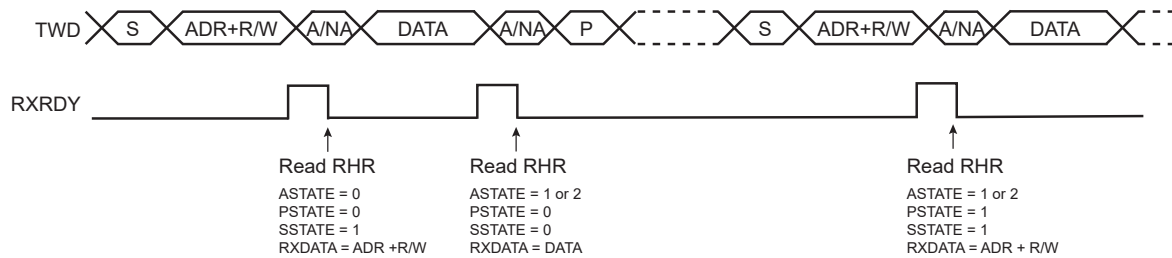 TWD S ADR+R/W A/NA DATA A/NA P S ADR+R/W A/NA DATA
RXRDY
Read RHR Read RHR Read RHR
ASTATE = 0 ASTATE = 1 or 2 ASTATE = 1 or 2
PSTATE = 0 PSTATE = 0 PSTATE = 1
SSTATE = 1 SSTATE = 0 SSTATE = 1
RXDATA = ADR +R/W RXDATA = DATA RXDATA = ADR + R/W